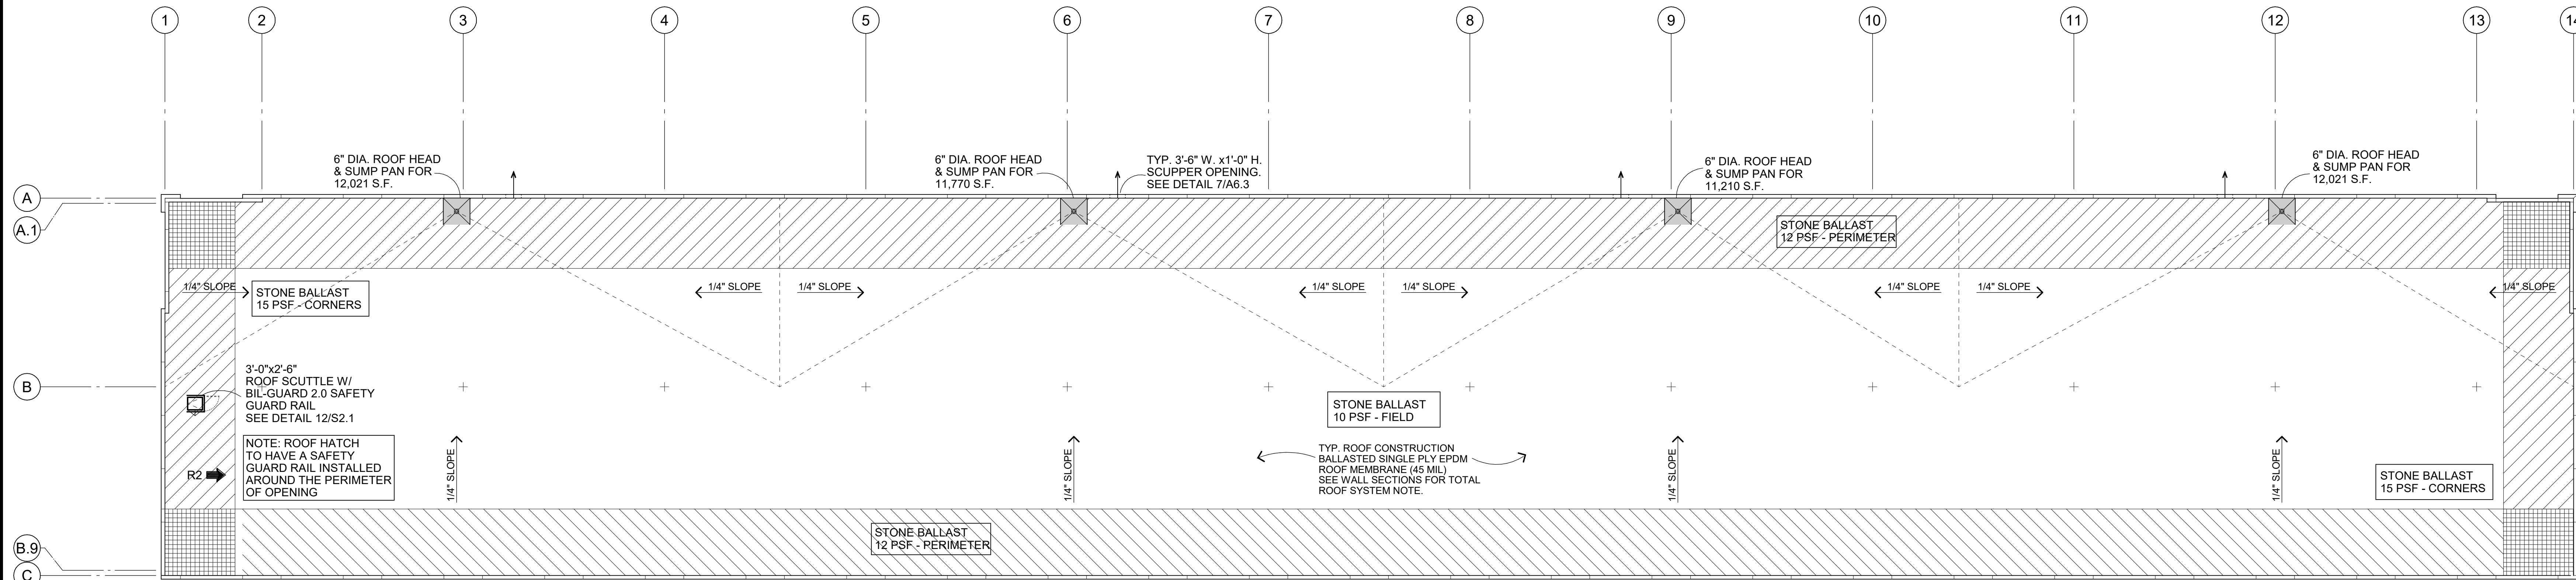 1
2
3
4
5
6
7
8
9
10
11
12
13
14
6" DIA. ROOF HEAD
& SUMP PAN FOR
12,021 S.F.
6" DIA. ROOF HEAD
& SUMP PAN FOR
11,770 S.F.
TYP. 3'-6" W. x1'-0" H.
SCUPPER OPENING.
SEE DETAIL 7/A6.3
6" DIA. ROOF HEAD
& SUMP PAN FOR
11,210 S.F.
6" DIA. ROOF HEAD
& SUMP PAN FOR
12,021 S.F.
A
A.1
STONE BALLAST
12 PSF - PERIMETER
1/4" SLOPE
STONE BALLAST
15 PSF - CORNERS
1/4" SLOPE
1/4" SLOPE
1/4" SLOPE
1/4" SLOPE
1/4" SLOPE
1/4" SLOPE
1/4" SLOPE
B
3'-0"x2'-6"
ROOF SCUTTLE W/
BIL-GUARD 2.0 SAFETY
GUARD RAIL
SEE DETAIL 12/S2.1
STONE BALLAST
10 PSF - FIELD
NOTE: ROOF HATCH
TO HAVE A SAFETY
GUARD RAIL INSTALLED
AROUND THE PERIMETER
OF OPENING
R2
1/4" SLOPE
1/4" SLOPE
TYP. ROOF CONSTRUCTION
BALLASTED SINGLE PLY EPDM
ROOF MEMBRANE (45 MIL)
SEE WALL SECTIONS FOR TOTAL
ROOF SYSTEM NOTE.
1/4" SLOPE
1/4" SLOPE
STONE BALLAST
15 PSF - CORNERS
STONE BALLAST
12 PSF - PERIMETER
B.9
C